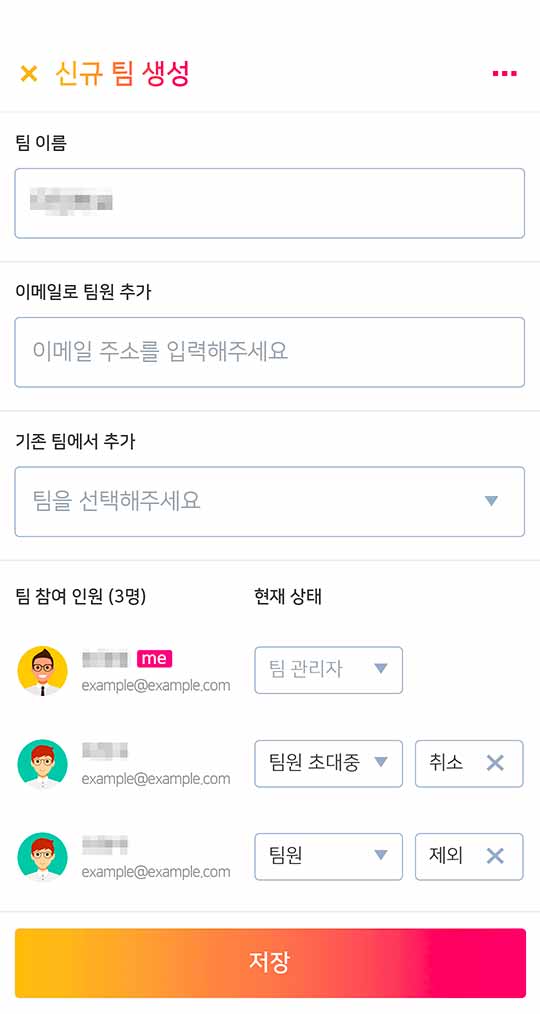 신규 팀 생성
팀 이름
이메일로 팀원 추가
이메일 주소를 입력해주세요
기존 팀에서 추가
팀을 선택해주세요
팀 참여 인원 (3명) 현재 상태
me 팀 관리자
example@example.com
팀원 초대중 취소
example@example.com
팀원 제외
example@example.com
저장